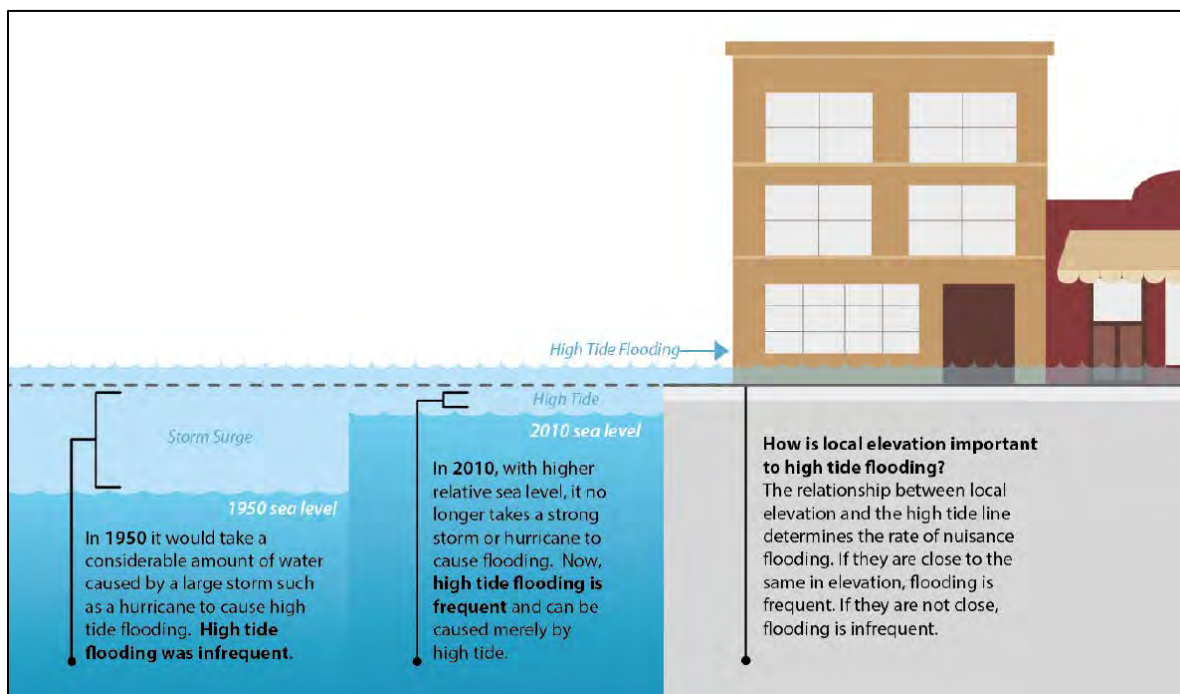 High Tide Flooding
Storm Surge
1950 sea level
In 1950 it would take a
considerable amount of water
caused by a large storm such
as a hurricane to cause high
tide flooding. High tide
flooding was infrequent.
High Tide
2010 sea level
In 2010, with higher
relative sea level, it no
longer takes a strong
storm or hurricane to
cause flooding. Now,
high tide flooding is
frequent and can be
caused merely by
high tide.
How is local elevation important
to high tide flooding?
The relationship between local
elevation and the high tide line
determines the rate of nuisance
flooding. If they are close to the
same in elevation, flooding is
frequent. If they are not close,
flooding is infrequent.